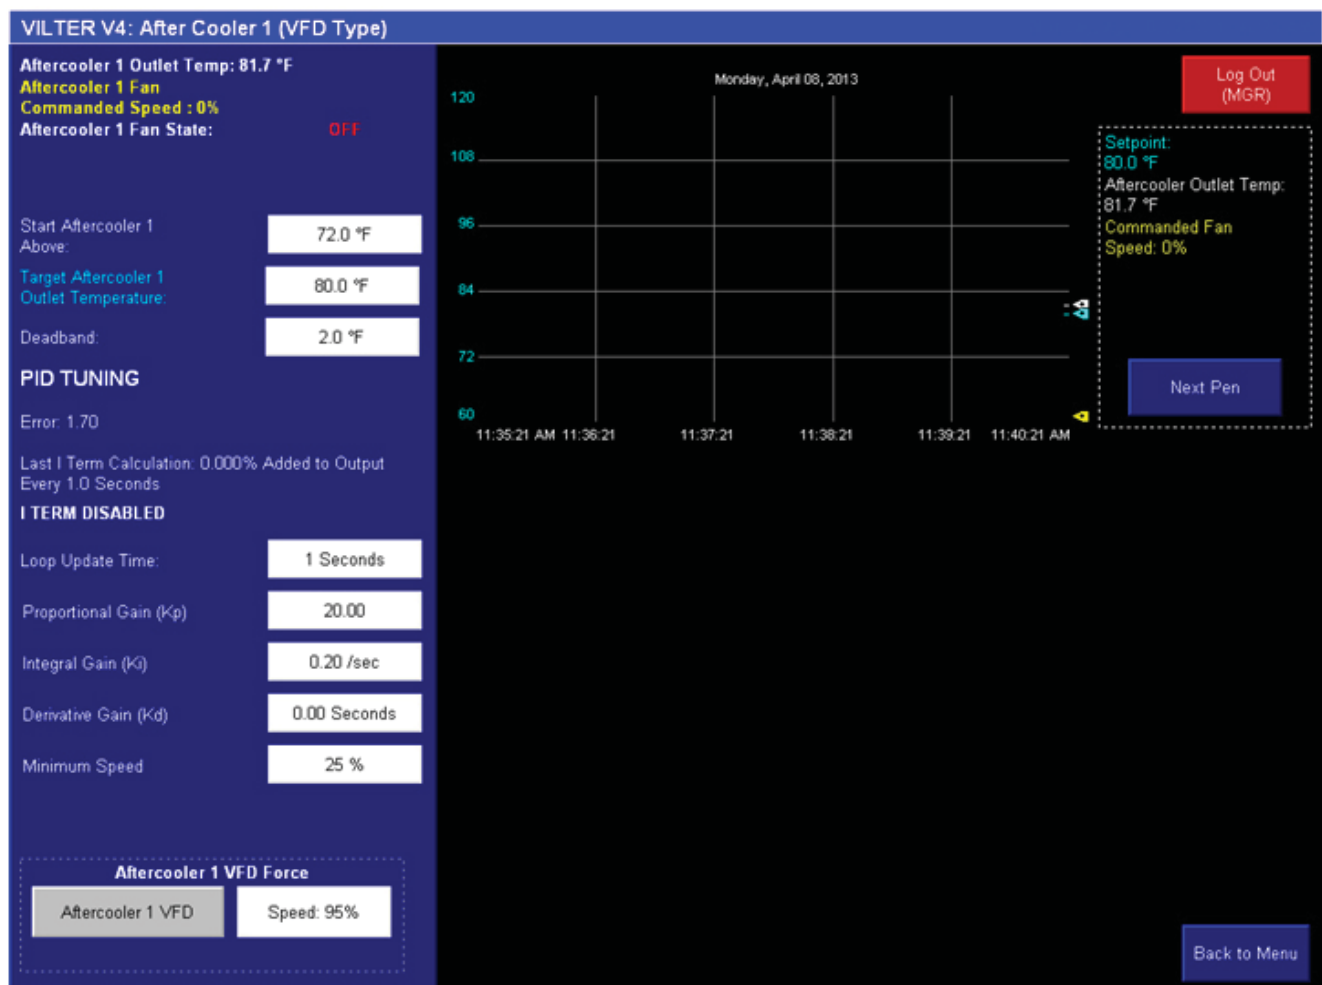 VILTER V4: After Cooler 1 (VFD Type)
Aftercooler 1 Outlet Temp: 81.7 °F
Aftercooler 1 Fan
Commanded Speed : 0%
Aftercooler 1 Fan State: OFF
Start Aftercooler 1
Above:
72.0 °F
Target Aftercooler 1
Outlet Temperature:
80.0 °F
Deadband:
2.0 °F
PID TUNING
Error: 1.70
Last I Term Calculation: 0.000% Added to Output
Every 1.0 Seconds
I TERM DISABLED
Loop Update Time:
1 Seconds
Proportional Gain (Kp)
20.00
Integral Gain (Ki)
0.20 /sec
Derivative Gain (Kd)
0.00 Seconds
Minimum Speed
25 %
Aftercooler 1 VFD Force
Aftercooler 1 VFD
Speed: 95%
Monday, April 08, 2013
120
108
96
84
72
60
11:35:21 AM 11:36:21 11:37:21 11:38:21 11:39:21 11:40:21 AM
Log Out
(MGR)
Setpoint:
80.0 °F
Aftercooler Outlet Temp:
81.7 °F
Commanded Fan
Speed: 0%
Next Pen
Back to Menu